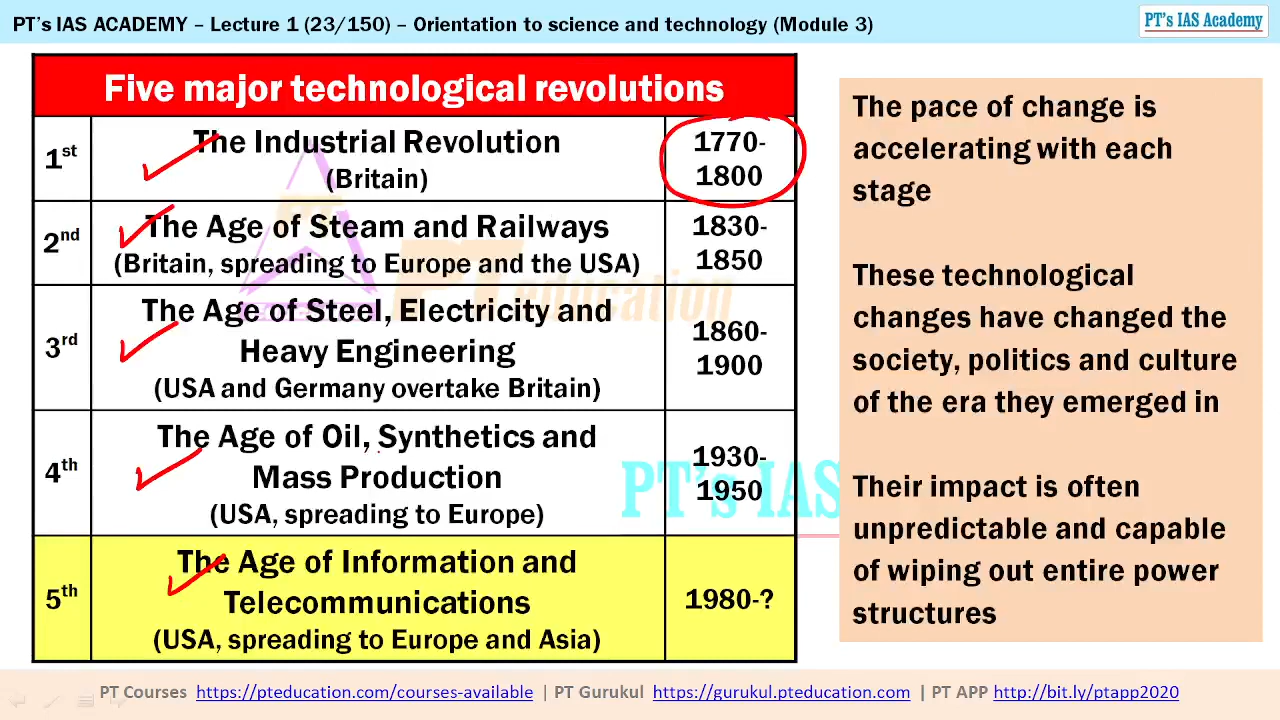 PT's IAS ACADEMY – Lecture 1 (23/150) – Orientation to science and technology (Module 3)
PT's IAS Academy
Five major technological revolutions
1st
The Industrial Revolution
(Britain)
1770-
1800
2nd
The Age of Steam and Railways
(Britain, spreading to Europe and the USA)
1830-
1850
3rd
The Age of Steel, Electricity and
Heavy Engineering
(USA and Germany overtake Britain)
1860-
1900
4th
The Age of Oil, Synthetics and
Mass Production
(USA, spreading to Europe)
1930-
1950
5th
The Age of Information and
Telecommunications
(USA, spreading to Europe and Asia)
1980-?
PT education
PT's IAS
The pace of change is
accelerating with each
stage
These technological
changes have changed the
society, politics and culture
of the era they emerged in
Their impact is often
unpredictable and capable
of wiping out entire power
structures
PT Courses https://pteducation.com/courses-available | PT Gurukul https://gurukul.pteducation.com | PT APP http://bit.ly/ptapp2020